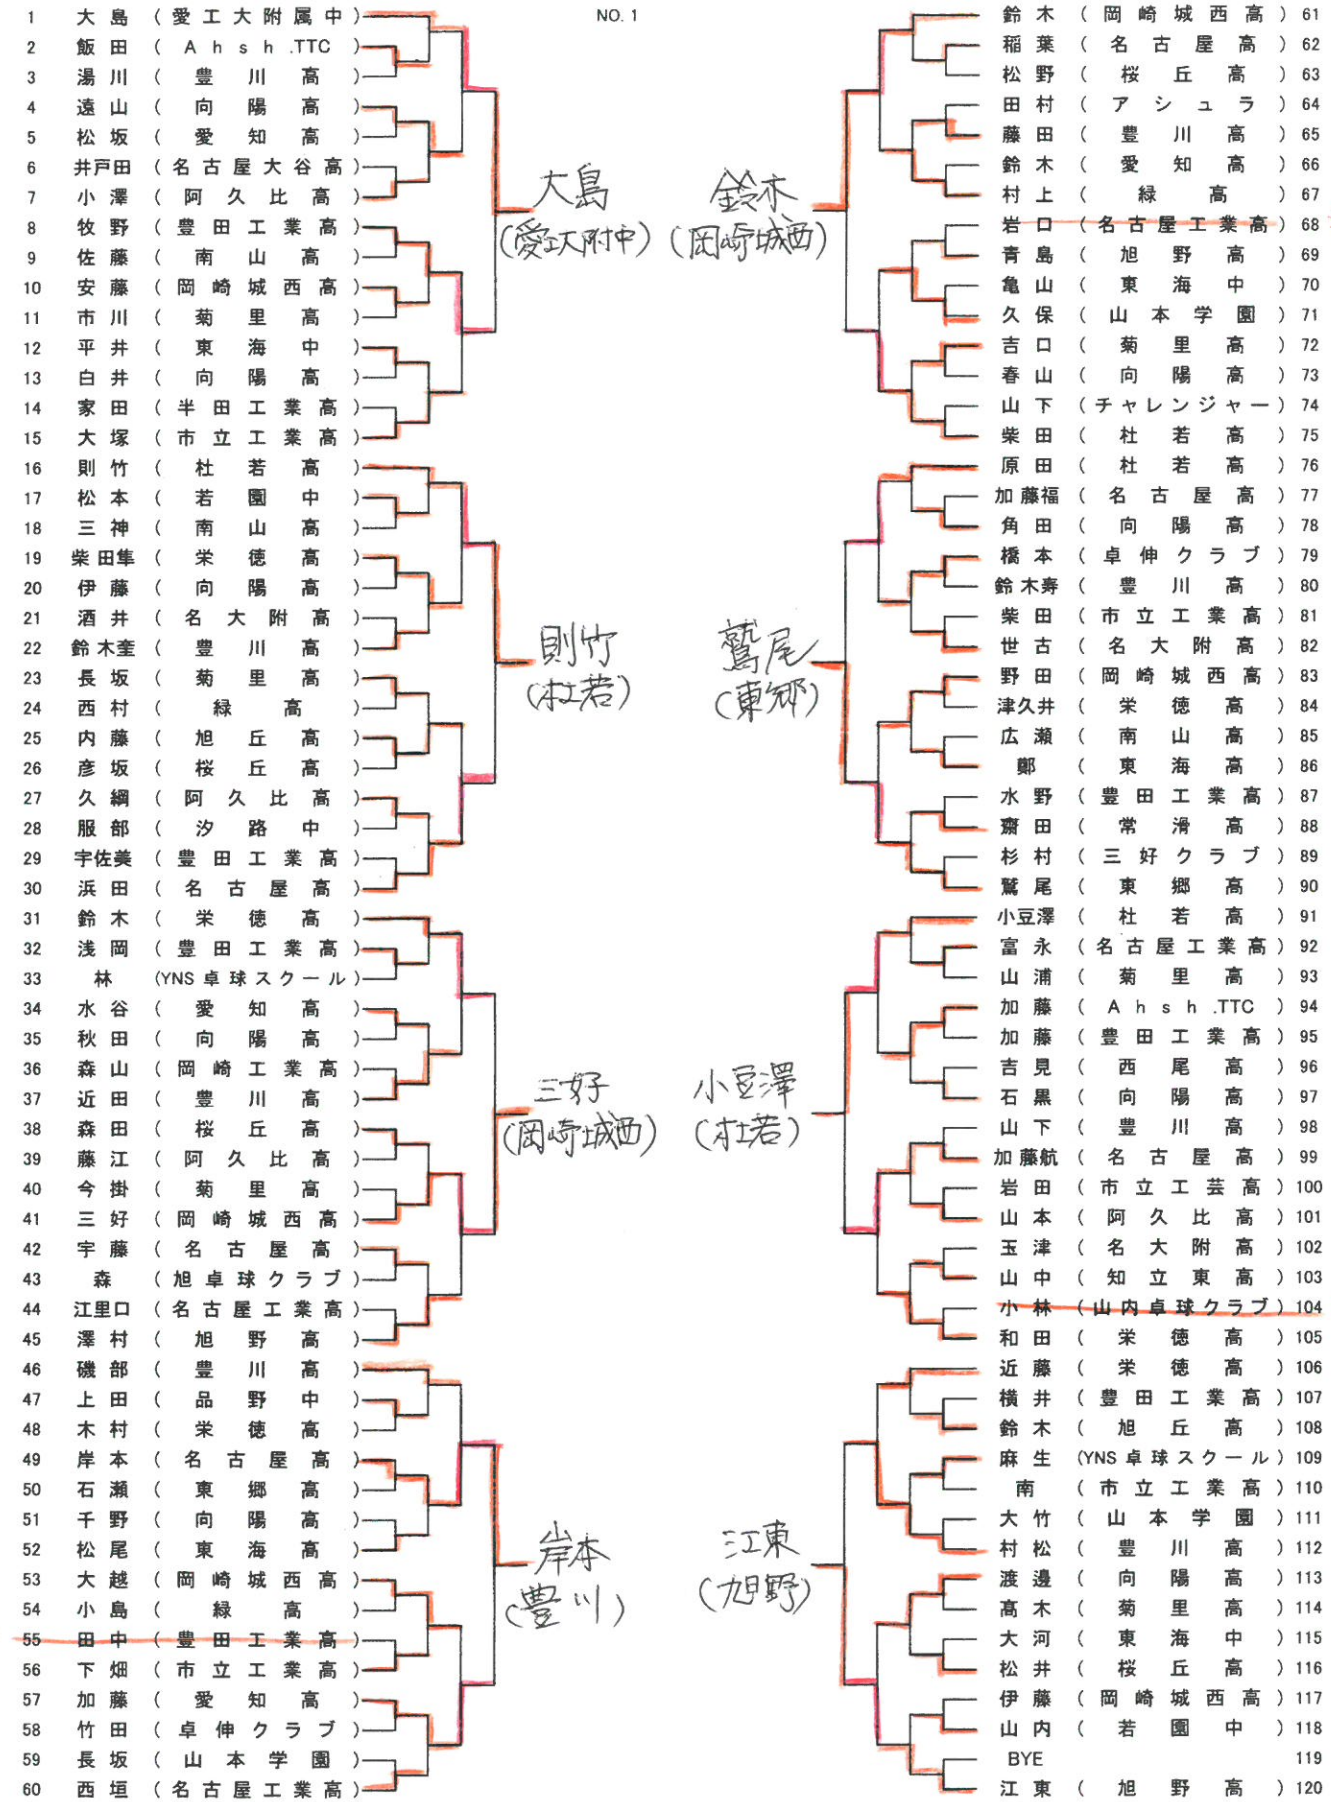 NO. 1
1 大島 (愛工大附属中)
2 飯田 (Ahsh.TTC)
3 湯川 (豊川高)
4 遠山 (向陽高)
5 松坂 (愛知高)
6 井戸田 (名古屋大谷高)
7 小澤 (阿久比高)
8 牧野 (豊田工業高)
9 佐藤 (南山高)
10 安藤 (岡崎城西高)
11 市川 (菊里高)
12 平井 (東海中)
13 白井 (向陽高)
14 家田 (半田工業高)
15 大塚 (市立工業高)
16 則竹 (杜若高)
17 松本 (若園中)
18 三神 (南山高)
19 柴田隼 (栄徳高)
20 伊藤 (向陽高)
21 酒井 (名大附高)
22 鈴木奎 (豊川高)
23 長坂 (菊里高)
24 西村 (緑高)
25 内藤 (旭丘高)
26 彦坂 (桜丘高)
27 久綱 (阿久比高)
28 服部 (汐路中)
29 宇佐美 (豊田工業高)
30 浜田 (名古屋高)
31 鈴木 (栄徳高)
32 浅岡 (豊田工業高)
33 林 (YNS卓球スクール)
34 水谷 (愛知高)
35 秋田 (向陽高)
36 森山 (岡崎工業高)
37 近田 (豊川高)
38 森田 (桜丘高)
39 藤江 (阿久比高)
40 今掛 (菊里高)
41 三好 (岡崎城西高)
42 宇藤 (名古屋高)
43 森 (旭卓球クラブ)
44 江里口 (名古屋工業高)
45 澤村 (旭野高)
46 磯部 (豊川高)
47 上田 (品野中)
48 木村 (栄徳高)
49 岸本 (名古屋高)
50 石瀬 (東郷高)
51 千野 (向陽高)
52 松尾 (東海高)
53 大越 (岡崎城西高)
54 小島 (緑高)
55 田中 (豊田工業高)
56 下畑 (市立工業高)
57 加藤 (愛知高)
58 竹田 (卓伸クラブ)
59 長坂 (山本学園)
60 西垣 (名古屋工業高)
大島
(愛工大附中)
則竹
(杜若)
三好
(岡崎城西)
岸本
(豊川)
鈴木
(岡崎城西)
鷲尾
(東郷)
小豆澤
(杜若)
江東
(旭野)
鈴木 (岡崎城西高) 61
稲葉 (名古屋高) 62
松野 (桜丘高) 63
田村 (アシュラ) 64
藤田 (豊川高) 65
鈴木 (愛知高) 66
村上 (緑高) 67
岩口 (名古屋工業高) 68
青島 (旭野高) 69
亀山 (東海中) 70
久保 (山本学園) 71
吉口 (菊里高) 72
春山 (向陽高) 73
山下 (チャレンジャー) 74
柴田 (杜若高) 75
原田 (杜若高) 76
加藤福 (名古屋高) 77
角田 (向陽高) 78
橋本 (卓伸クラブ) 79
鈴木寿 (豊川高) 80
柴田 (市立工業高) 81
世古 (名大附高) 82
野田 (岡崎城西高) 83
津久井 (栄徳高) 84
広瀬 (南山高) 85
鄭 (東海高) 86
水野 (豊田工業高) 87
齋田 (常滑高) 88
杉村 (三好クラブ) 89
鷲尾 (東郷高) 90
小豆澤 (杜若高) 91
富永 (名古屋工業高) 92
山浦 (菊里高) 93
加藤 (Ahsh.TTC) 94
加藤 (豊田工業高) 95
吉見 (西尾高) 96
石黒 (向陽高) 97
山下 (豊川高) 98
加藤航 (名古屋高) 99
岩田 (市立工芸高) 100
山本 (阿久比高) 101
玉津 (名大附高) 102
山中 (知立東高) 103
小林 (山内卓球クラブ) 104
和田 (栄徳高) 105
近藤 (栄徳高) 106
横井 (豊田工業高) 107
鈴木 (旭丘高) 108
麻生 (YNS卓球スクール) 109
南 (市立工業高) 110
大竹 (山本学園) 111
村松 (豊川高) 112
渡邊 (向陽高) 113
髙木 (菊里高) 114
大河 (東海中) 115
松井 (桜丘高) 116
伊藤 (岡崎城西高) 117
山内 (若園中) 118
BYE 119
江東 (旭野高) 120